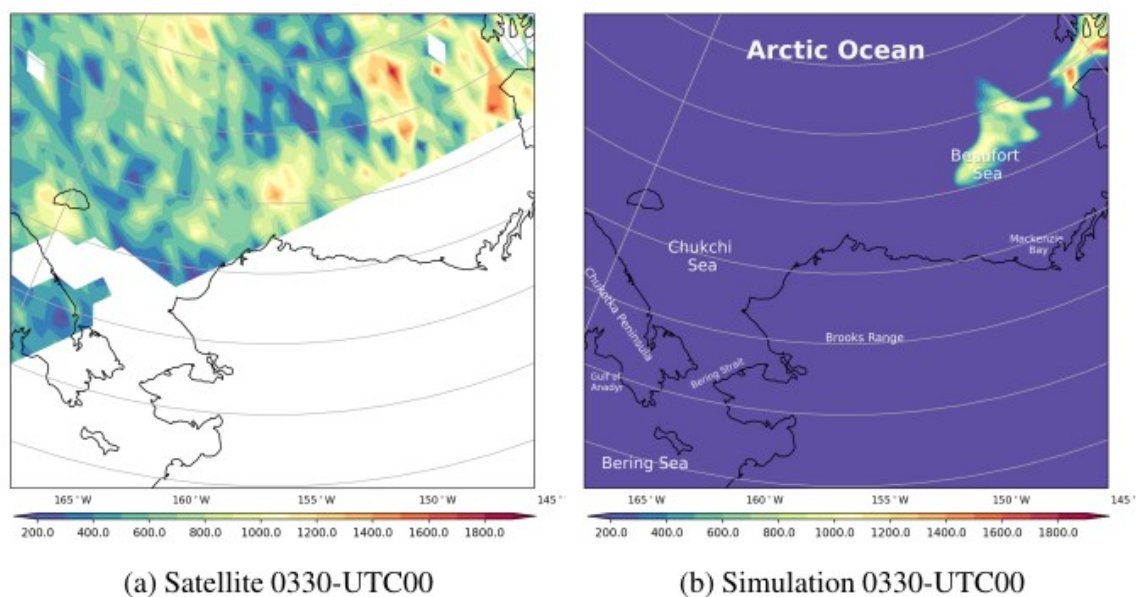 Arctic Ocean
Beaufort
Sea
Mackenzie
Bay
Chukchi
Sea
Chukotka Peninsula
Brooks Range
Bering Strait
Gulf of
Anadyr
Bering Sea
165°W 160°W 155°W 150°W 145°
165°W 160°W 155°W 150°W 145°W
200.0 400.0 600.0 800.0 1000.0 1200.0 1400.0 1600.0 1800.0
200.0 400.0 600.0 800.0 1000.0 1200.0 1400.0 1600.0 1800.0
(a) Satellite 0330-UTC00
(b) Simulation 0330-UTC00